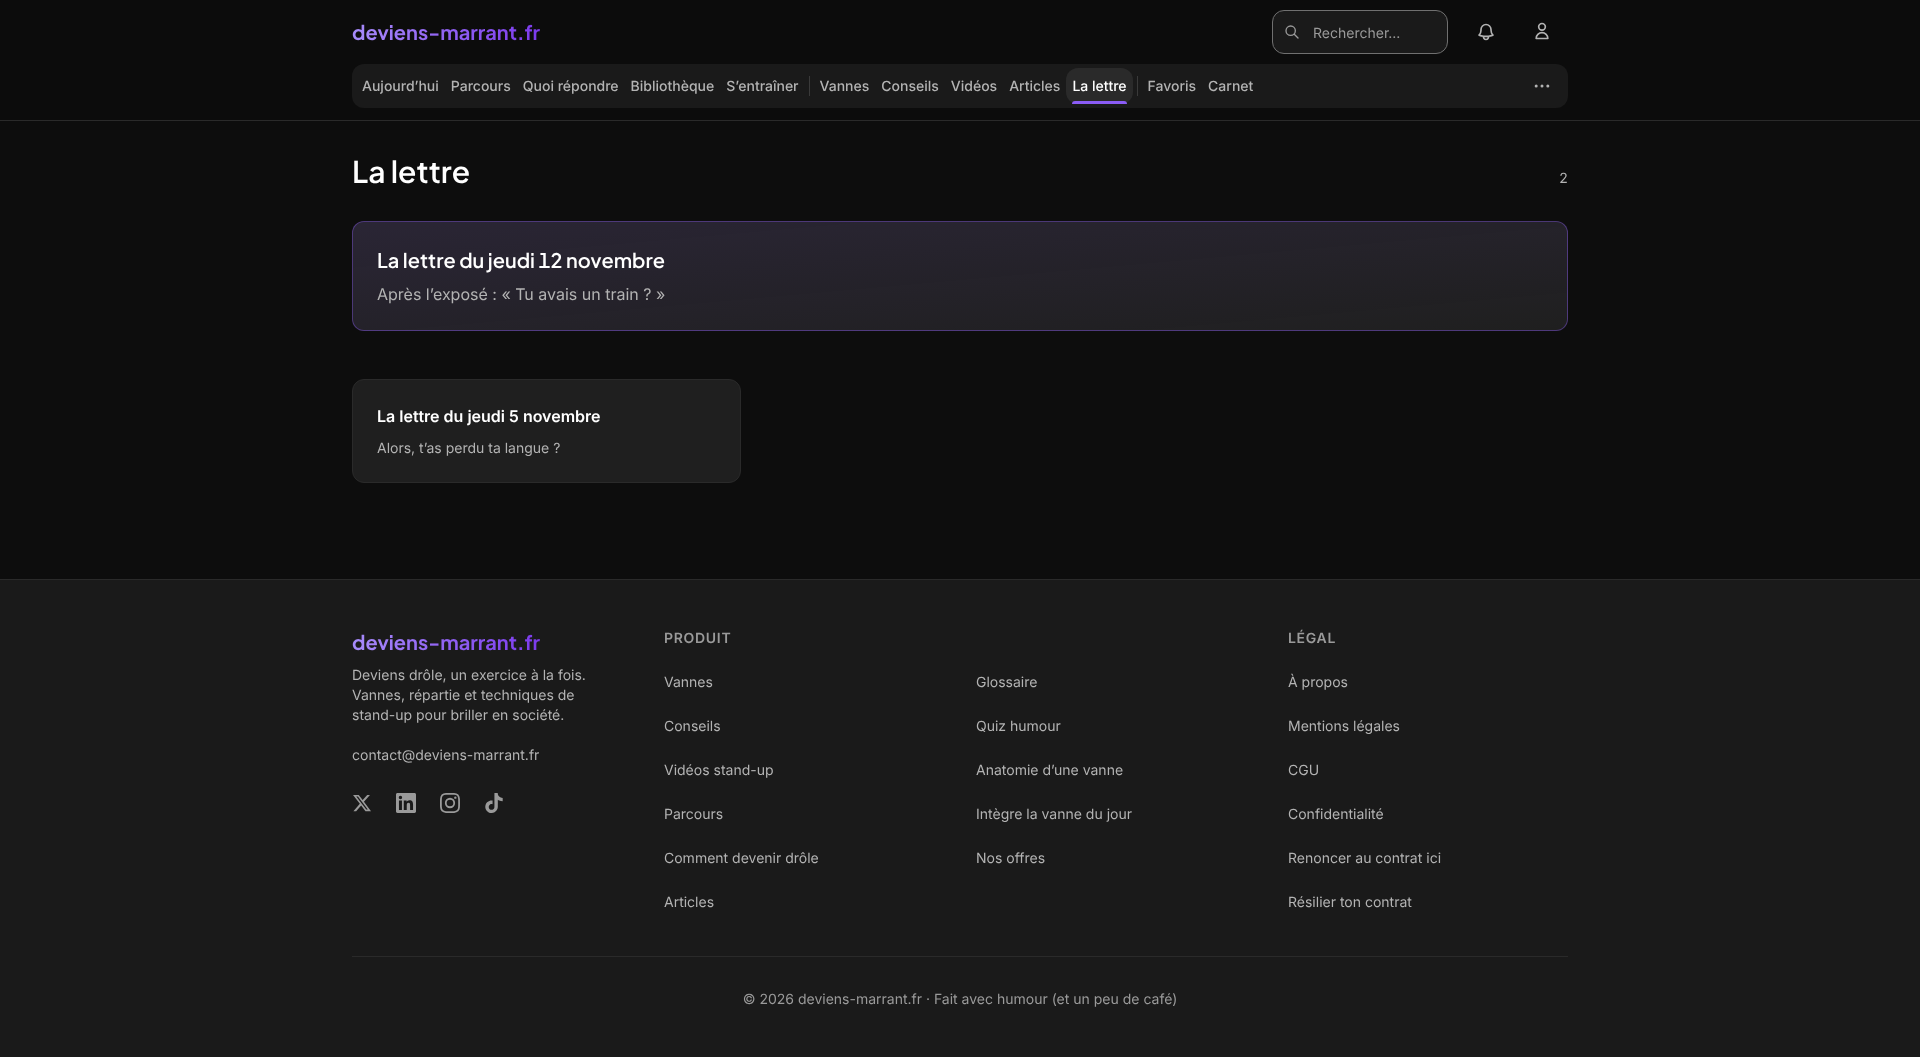 deviens-marrant.fr
Rechercher...
Aujourd’hui Parcours Quoi répondre Bibliothèque S’entraîner Vannes Conseils Vidéos Articles La lettre Favoris Carnet
La lettre
2
La lettre du jeudi 12 novembre
Après l’exposé : « Tu avais un train ? »
La lettre du jeudi 5 novembre
Alors, t’as perdu ta langue ?
deviens-marrant.fr
Deviens drôle, un exercice à la fois.
Vannes, répartie et techniques de
stand-up pour briller en société.
contact@deviens-marrant.fr
PRODUIT
Vannes
Conseils
Vidéos stand-up
Parcours
Comment devenir drôle
Articles
Glossaire
Quiz humour
Anatomie d’une vanne
Intègre la vanne du jour
Nos offres
LÉGAL
À propos
Mentions légales
CGU
Confidentialité
Renoncer au contrat ici
Résilier ton contrat
© 2026 deviens-marrant.fr · Fait avec humour (et un peu de café)